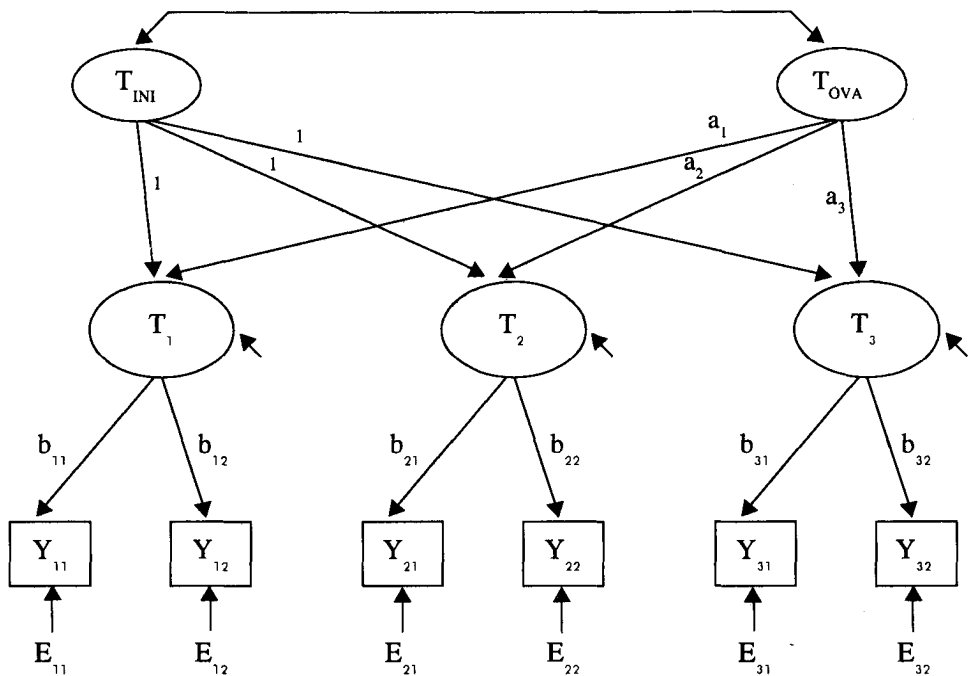 T_INI T_OVA
1 1 1 a_1 a_2 a_3
T_1 T_2 T_3
b_11 b_12 b_21 b_22 b_31 b_32
Y_11 Y_12 Y_21 Y_22 Y_31 Y_32
E_11 E_12 E_21 E_22 E_31 E_32